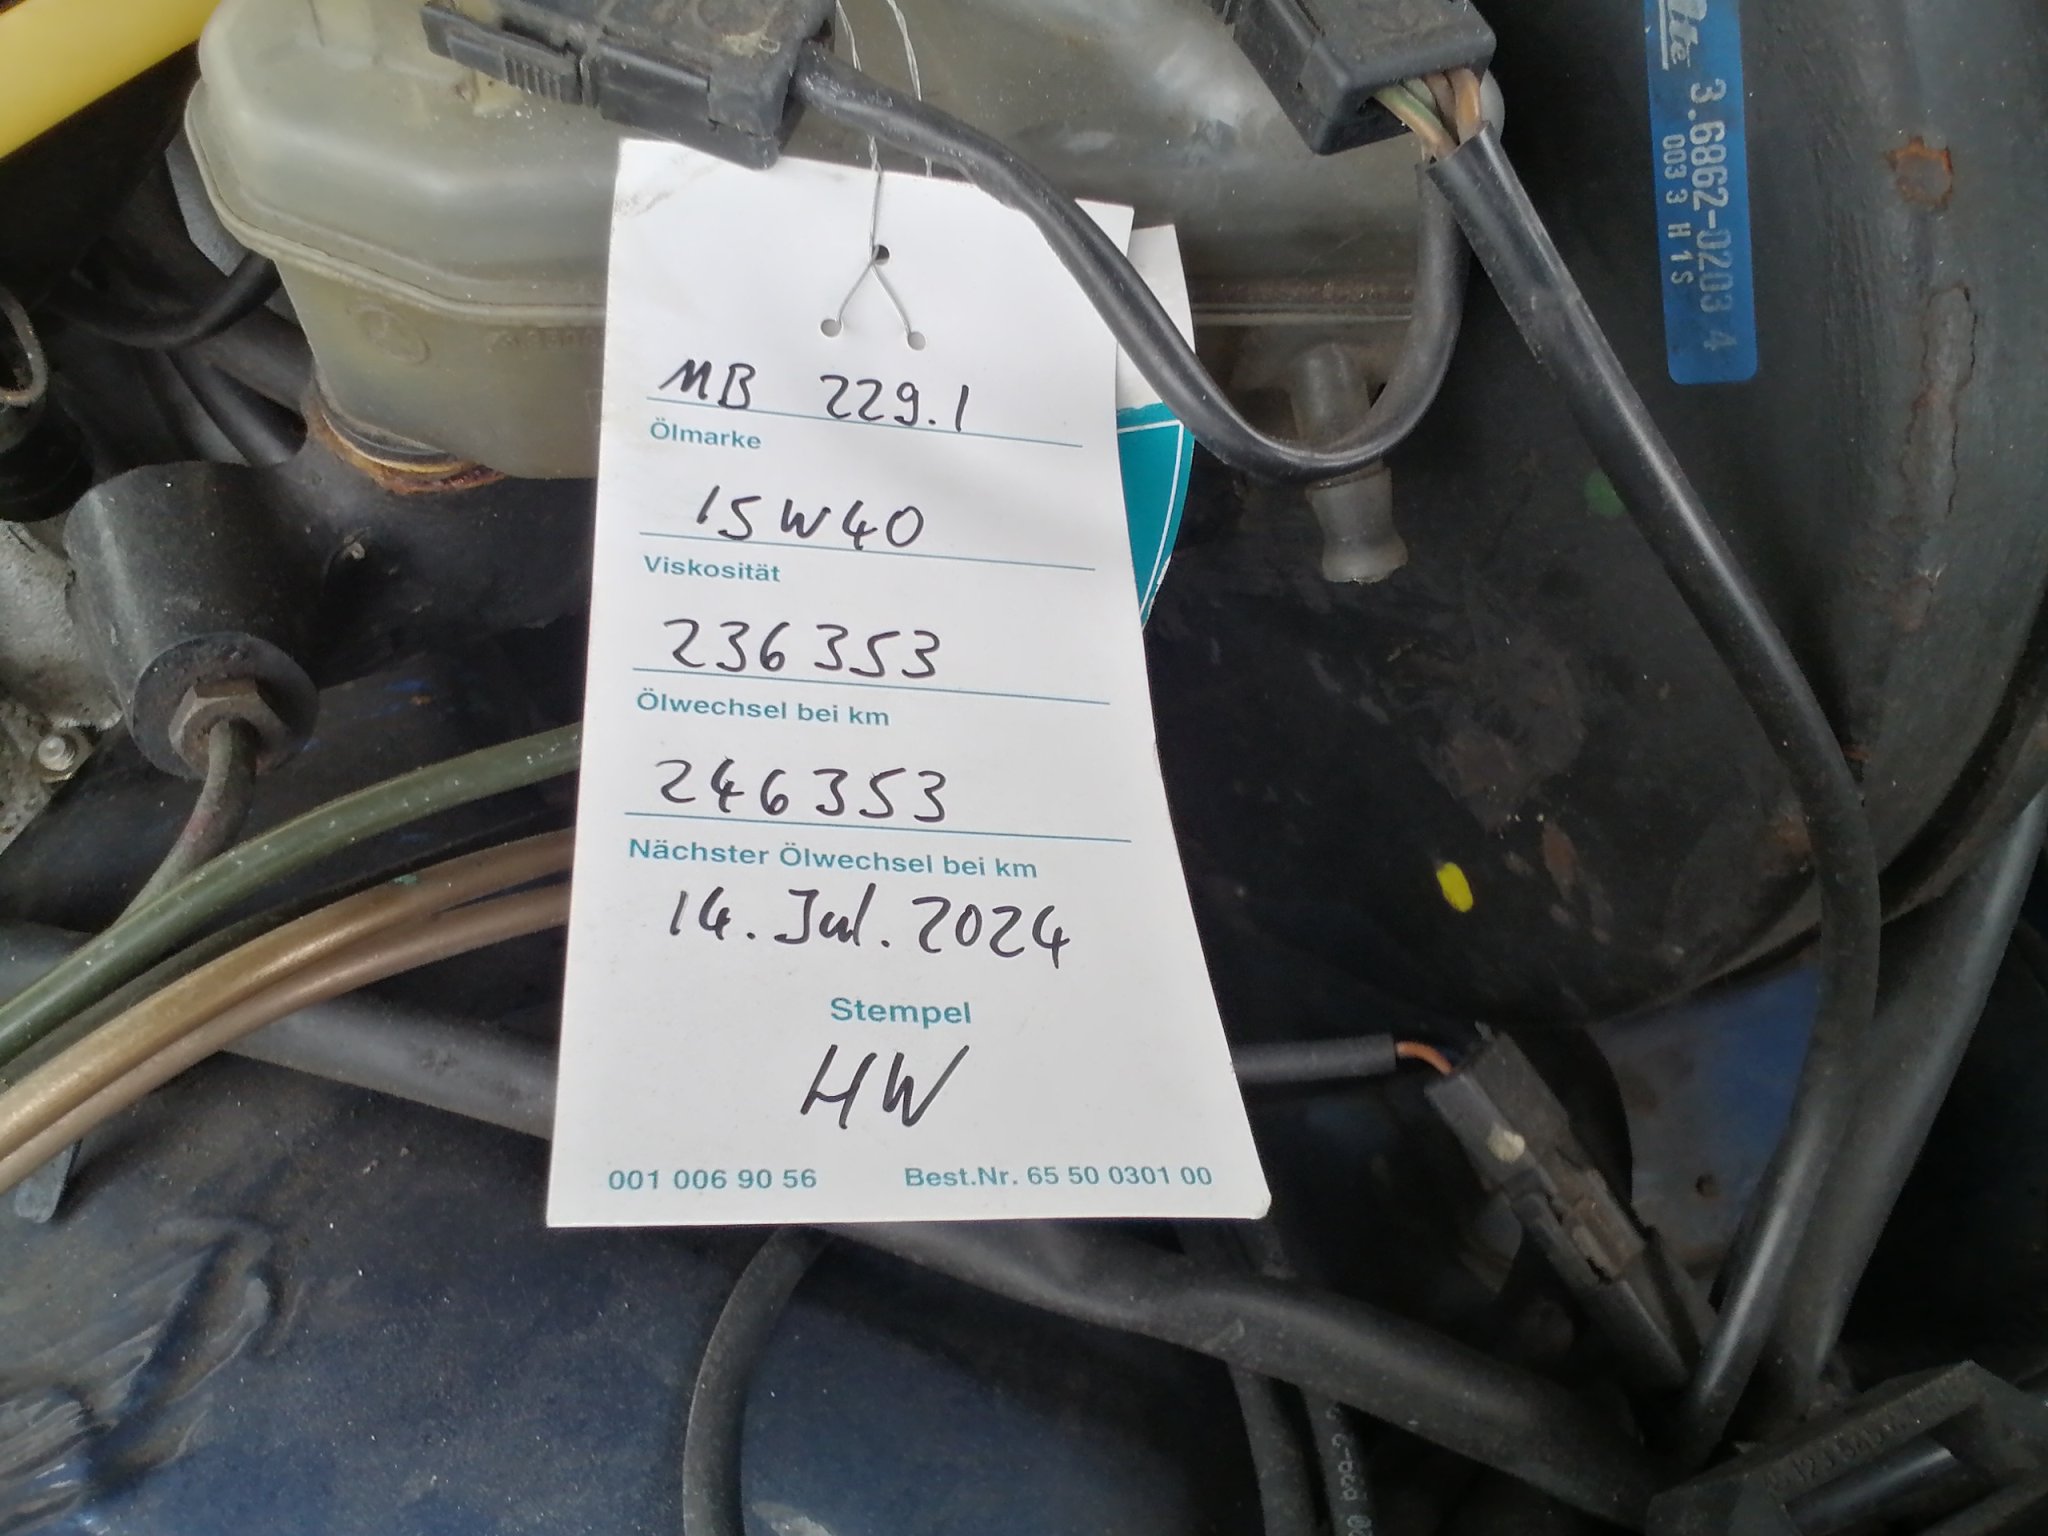 MB 229.1
Ölmarke
15W40
Viskosität
236353
Ölwechsel bei km
246353
Nächster Ölwechsel bei km
14. Jul. 2024
Stempel
HW
001 006 90 56 Best.Nr. 65 50 0301 00
3.6862-0203 4
003 3 H 1 S